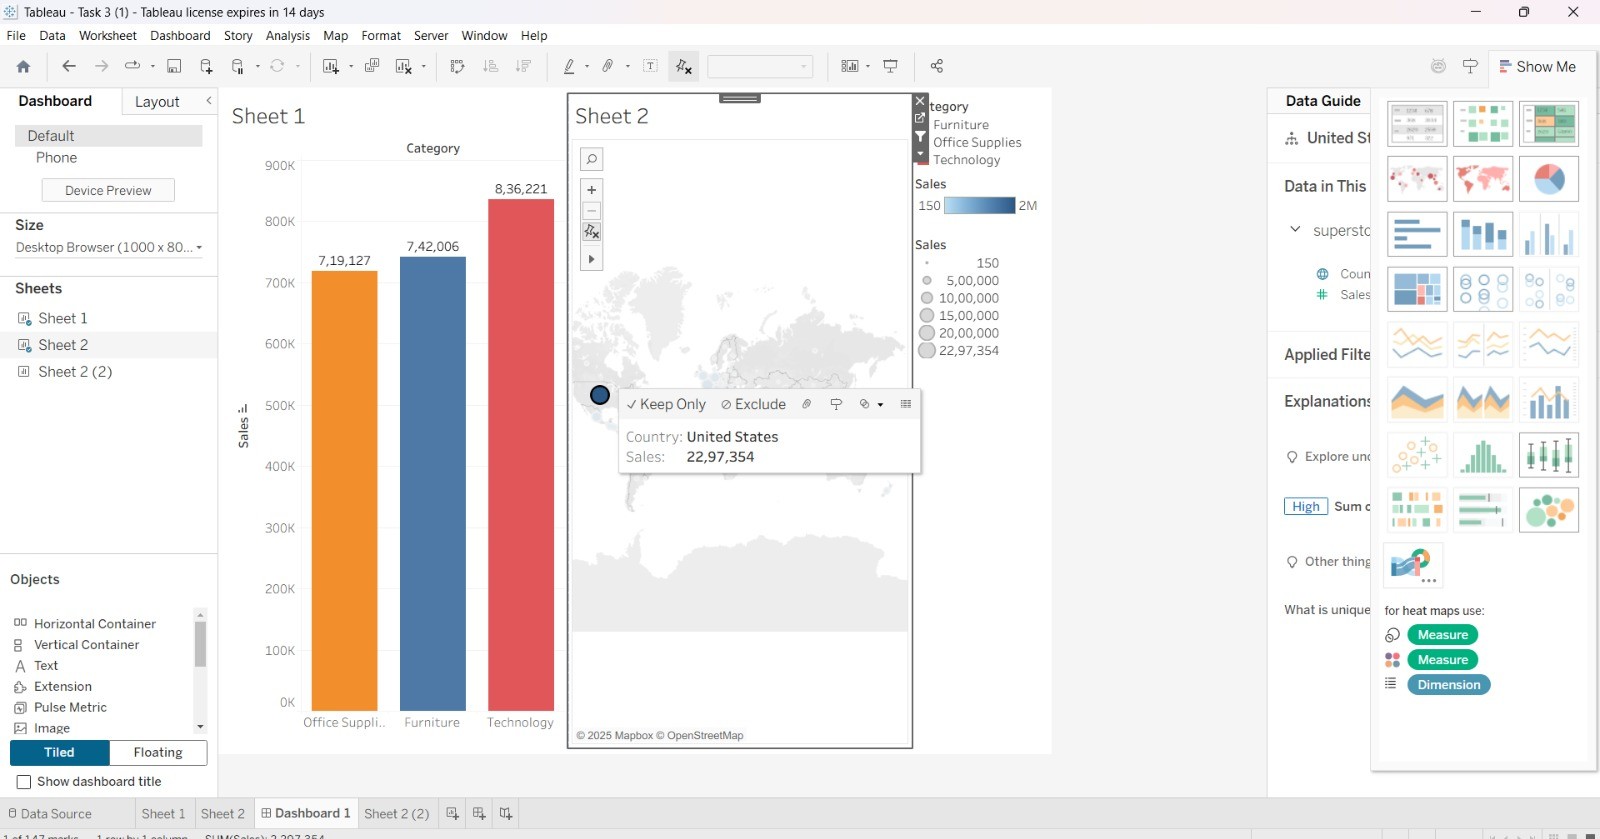 Tableau - Task 3 (1) - Tableau license expires in 14 days
File Data Worksheet Dashboard Story Analysis Map Format Server Window Help
Show Me
Dashboard Layout
Default
Phone
Device Preview
Size
Desktop Browser (1000 x 80...
Sheets
Sheet 1
Sheet 2
Sheet 2 (2)
Objects
Horizontal Container
Vertical Container
Text
Extension
Pulse Metric
Image
Tiled Floating
Show dashboard title
Sheet 1
Category
900K
800K
700K
600K
500K
400K
300K
200K
100K
0K
Sales
7,19,127
7,42,006
8,36,221
Office Suppli.. Furniture Technology
Sheet 2
Keep Only Exclude
Country: United States
Sales: 22,97,354
© 2025 Mapbox © OpenStreetMap
tegory
Furniture
Office Supplies
Technology
Sales
150 2M
Sales
150
5,00,000
10,00,000
15,00,000
20,00,000
22,97,354
Data Guide
United St
Data in This
supersto
Coun
Sales
Applied Filte
Explanations
Explore und
High Sum o
Other thing
What is unique
for heat maps use:
Measure
Measure
Dimension
Data Source Sheet 1 Sheet 2 Dashboard 1 Sheet 2 (2)
1 of 147 marks 1 row by 1 column SUM(Sales): 2,297,354